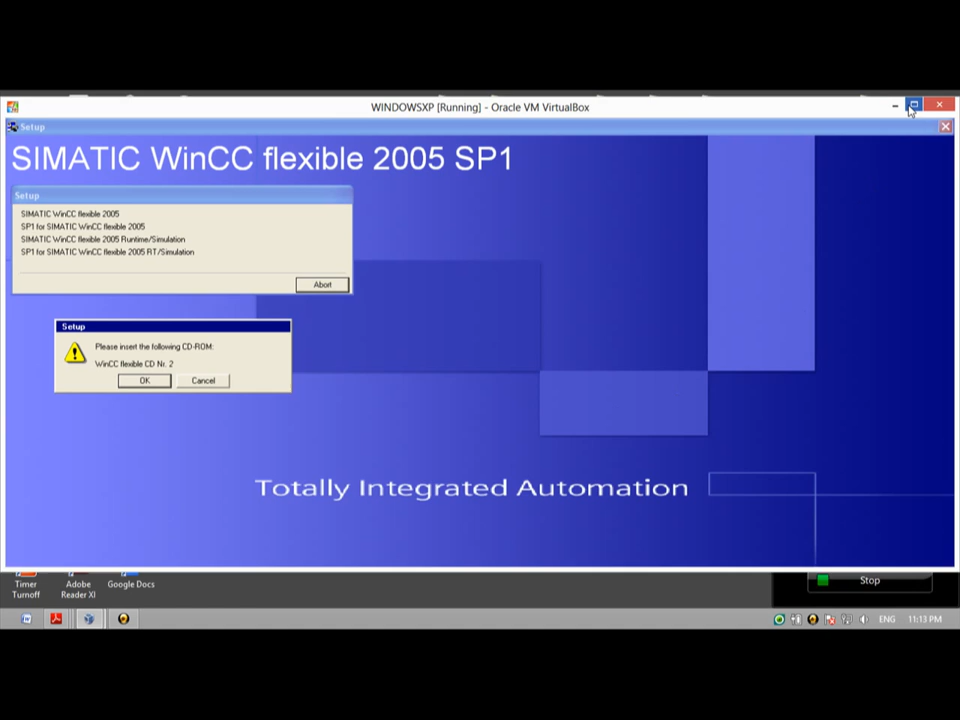 WINDOWSXP [Running] - Oracle VM VirtualBox
Setup
SIMATIC WinCC flexible 2005 SP1
Setup
SIMATIC WinCC flexible 2005
SP1 for SIMATIC WinCC flexible 2005
SIMATIC WinCC flexible 2005 Runtime/Simulation
SP1 for SIMATIC WinCC flexible 2005 RT/Simulation
Abort
Setup
Please insert the following CD-ROM:
WinCC flexible CD Nr. 2
OK Cancel
Totally Integrated Automation
Timer Turnoff
Adobe Reader XI
Google Docs
Stop
ENG 11:13 PM